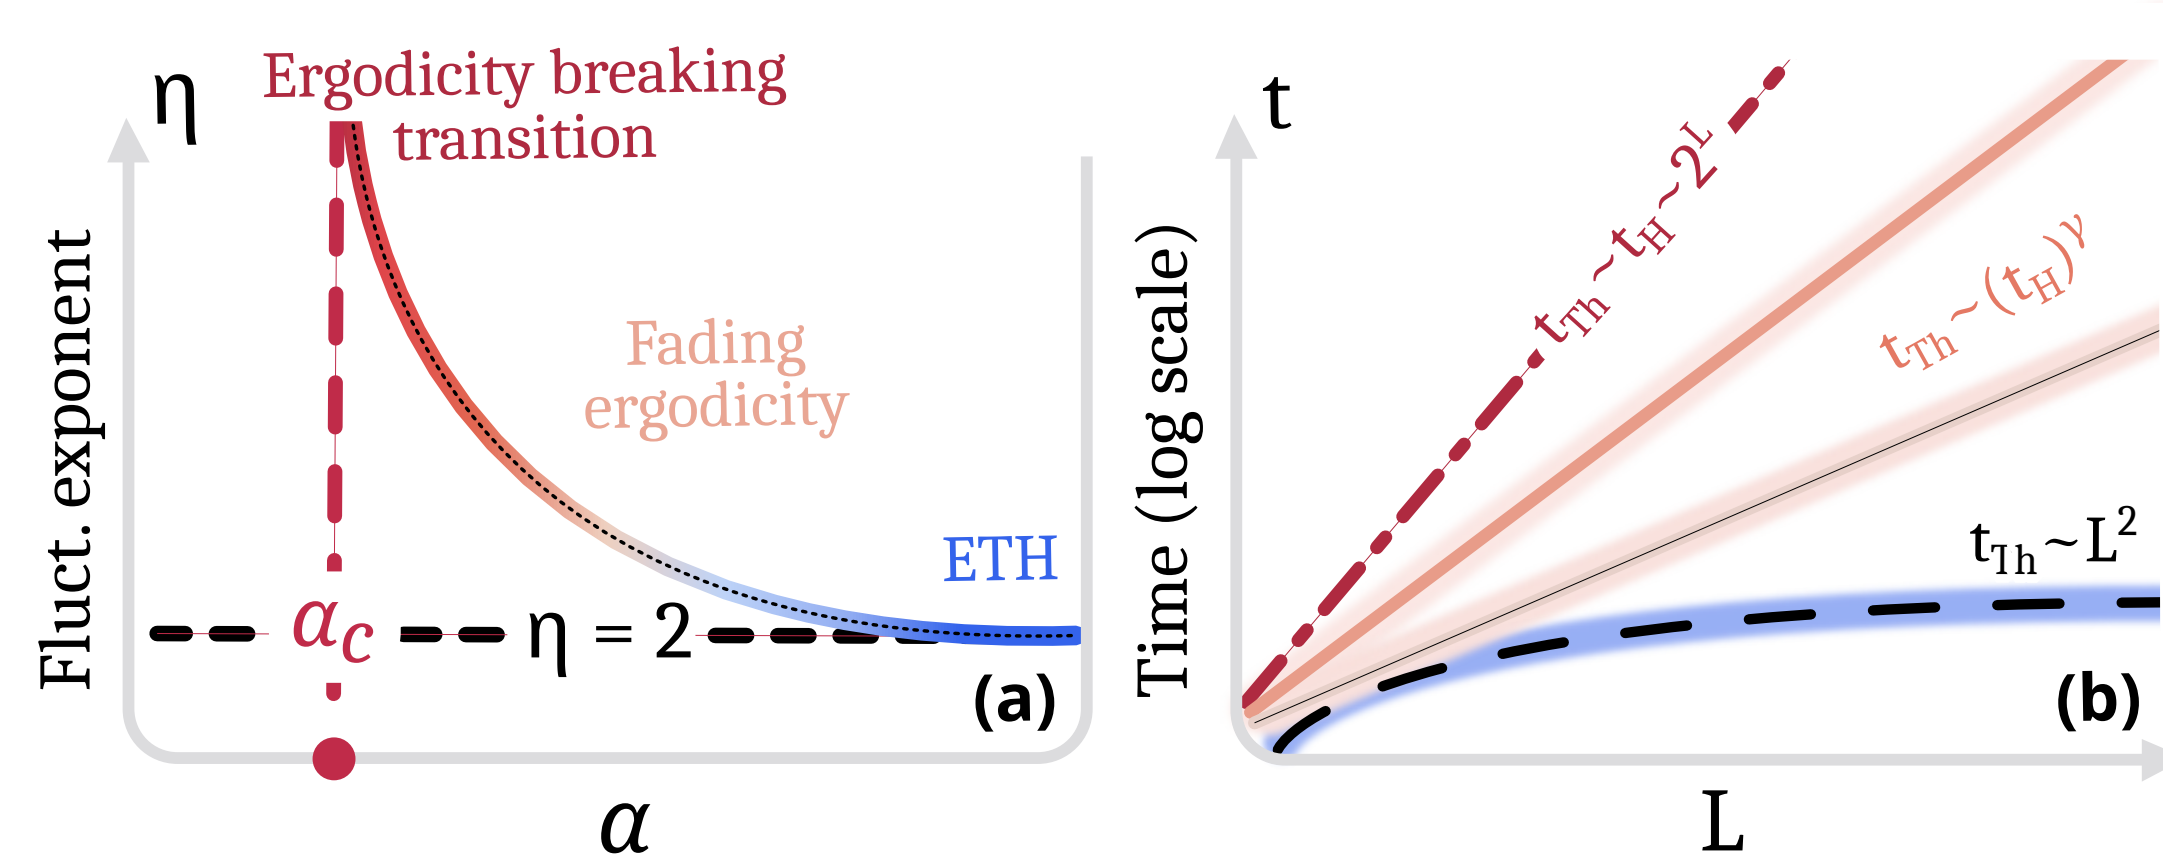 η
Ergodicity breaking
transition
Fluct. exponent
Fading
ergodicity
ETH
α_c
η = 2
(a)
α
t
Time (log scale)
t_Th ~ t_H ~ 2^L
t_Th ~ (t_H)^γ
t_Th ~ L^2
(b)
L